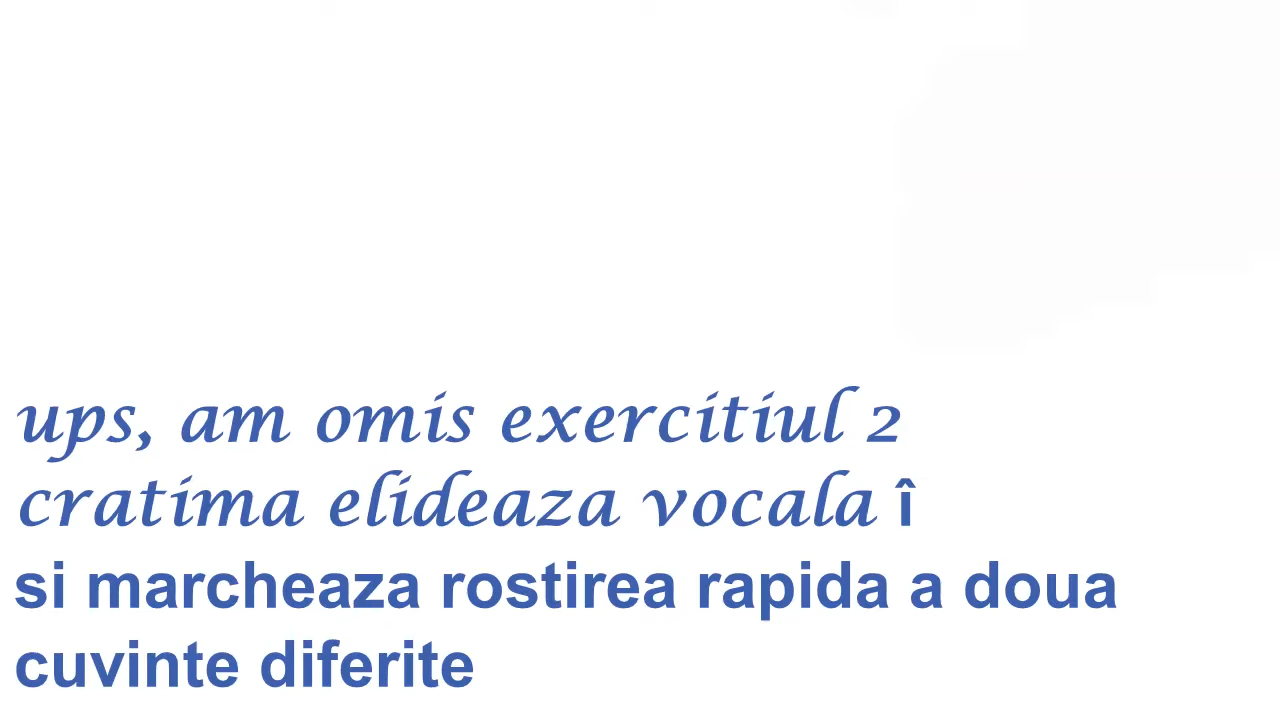 ups, am omis exercitiul 2
cratima elideaza vocala î
si marcheaza rostirea rapida a doua
cuvinte diferite